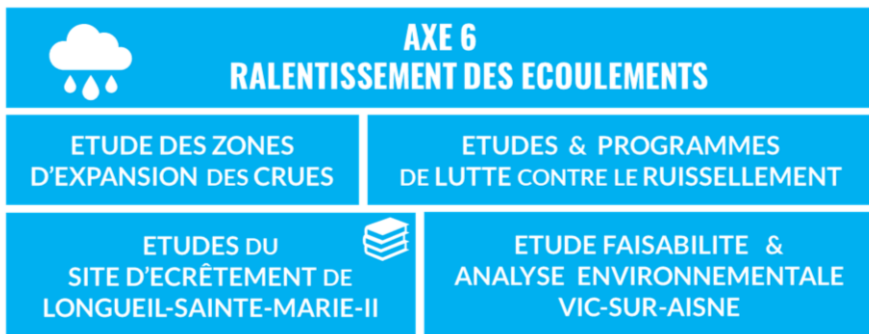 AXE 6
RALENTISSEMENT DES ECOULEMENTS
ETUDE DES ZONES
D'EXPANSION DES CRUES
ETUDES & PROGRAMMES
DE LUTTE CONTRE LE RUISSELLEMENT
ETUDES DU
SITE D'ECRÊTEMENT DE
LONGUEIL-SAINTE-MARIE-II
ETUDE FAISABILITE &
ANALYSE ENVIRONNEMENTALE
VIC-SUR-AISNE